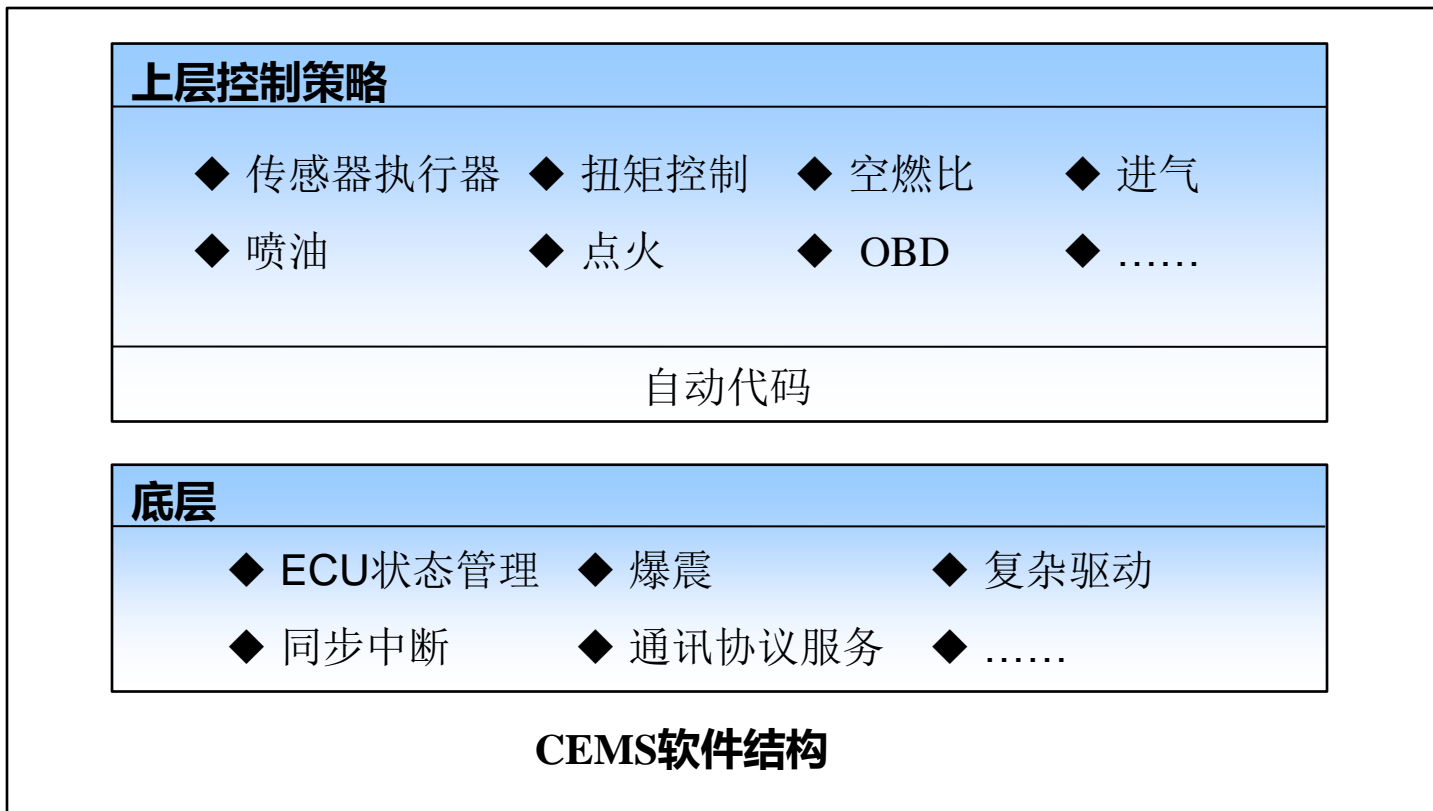 上层控制策略
◆ 传感器执行器 ◆ 扭矩控制 ◆ 空燃比 ◆ 进气
◆ 喷油 ◆ 点火 ◆ OBD ◆ ……
自动代码
底层
◆ ECU状态管理 ◆ 爆震 ◆ 复杂驱动
◆ 同步中断 ◆ 通讯协议服务 ◆ ……
CEMS软件结构